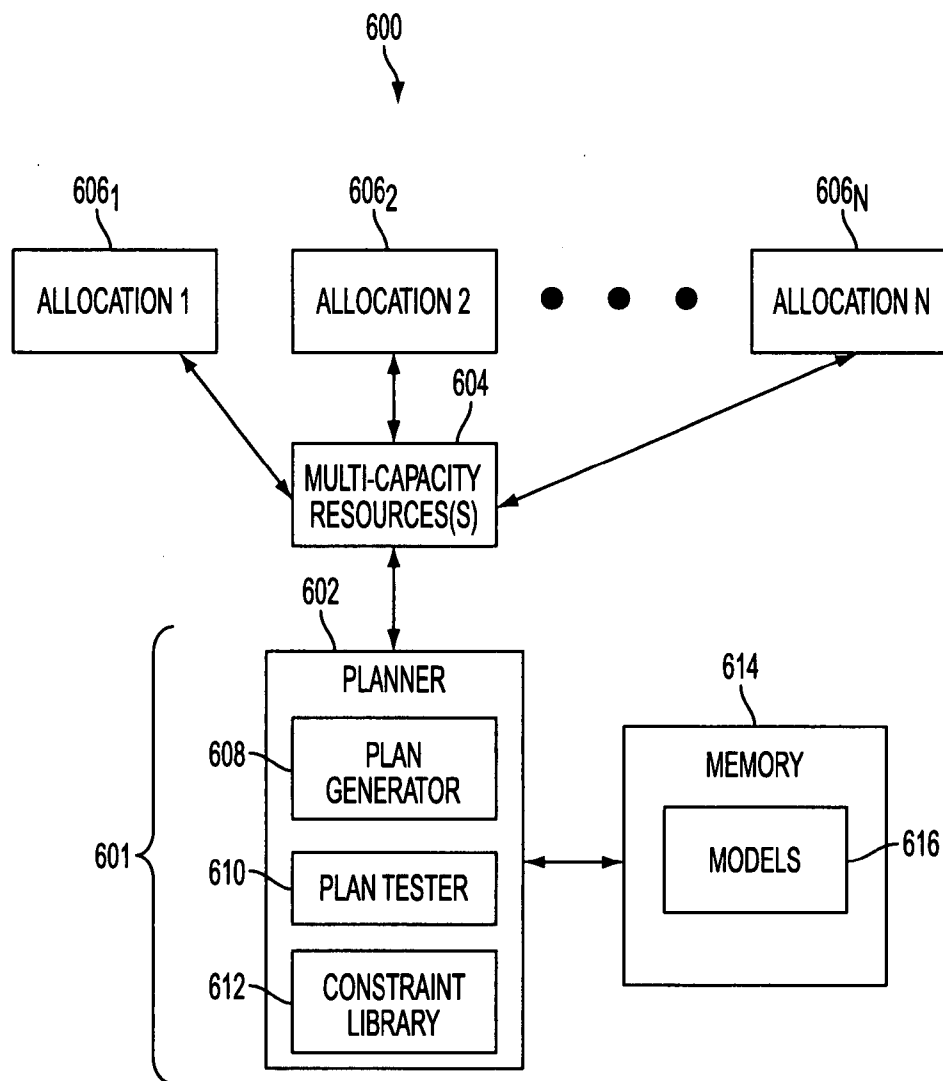 600
606₁
606₂
606N
ALLOCATION 1
ALLOCATION 2
ALLOCATION N
604
MULTI-CAPACITY
RESOURCES(S)
602
PLANNER
614
608
PLAN
GENERATOR
MEMORY
601
610
PLAN TESTER
MODELS
616
612
CONSTRAINT
LIBRARY